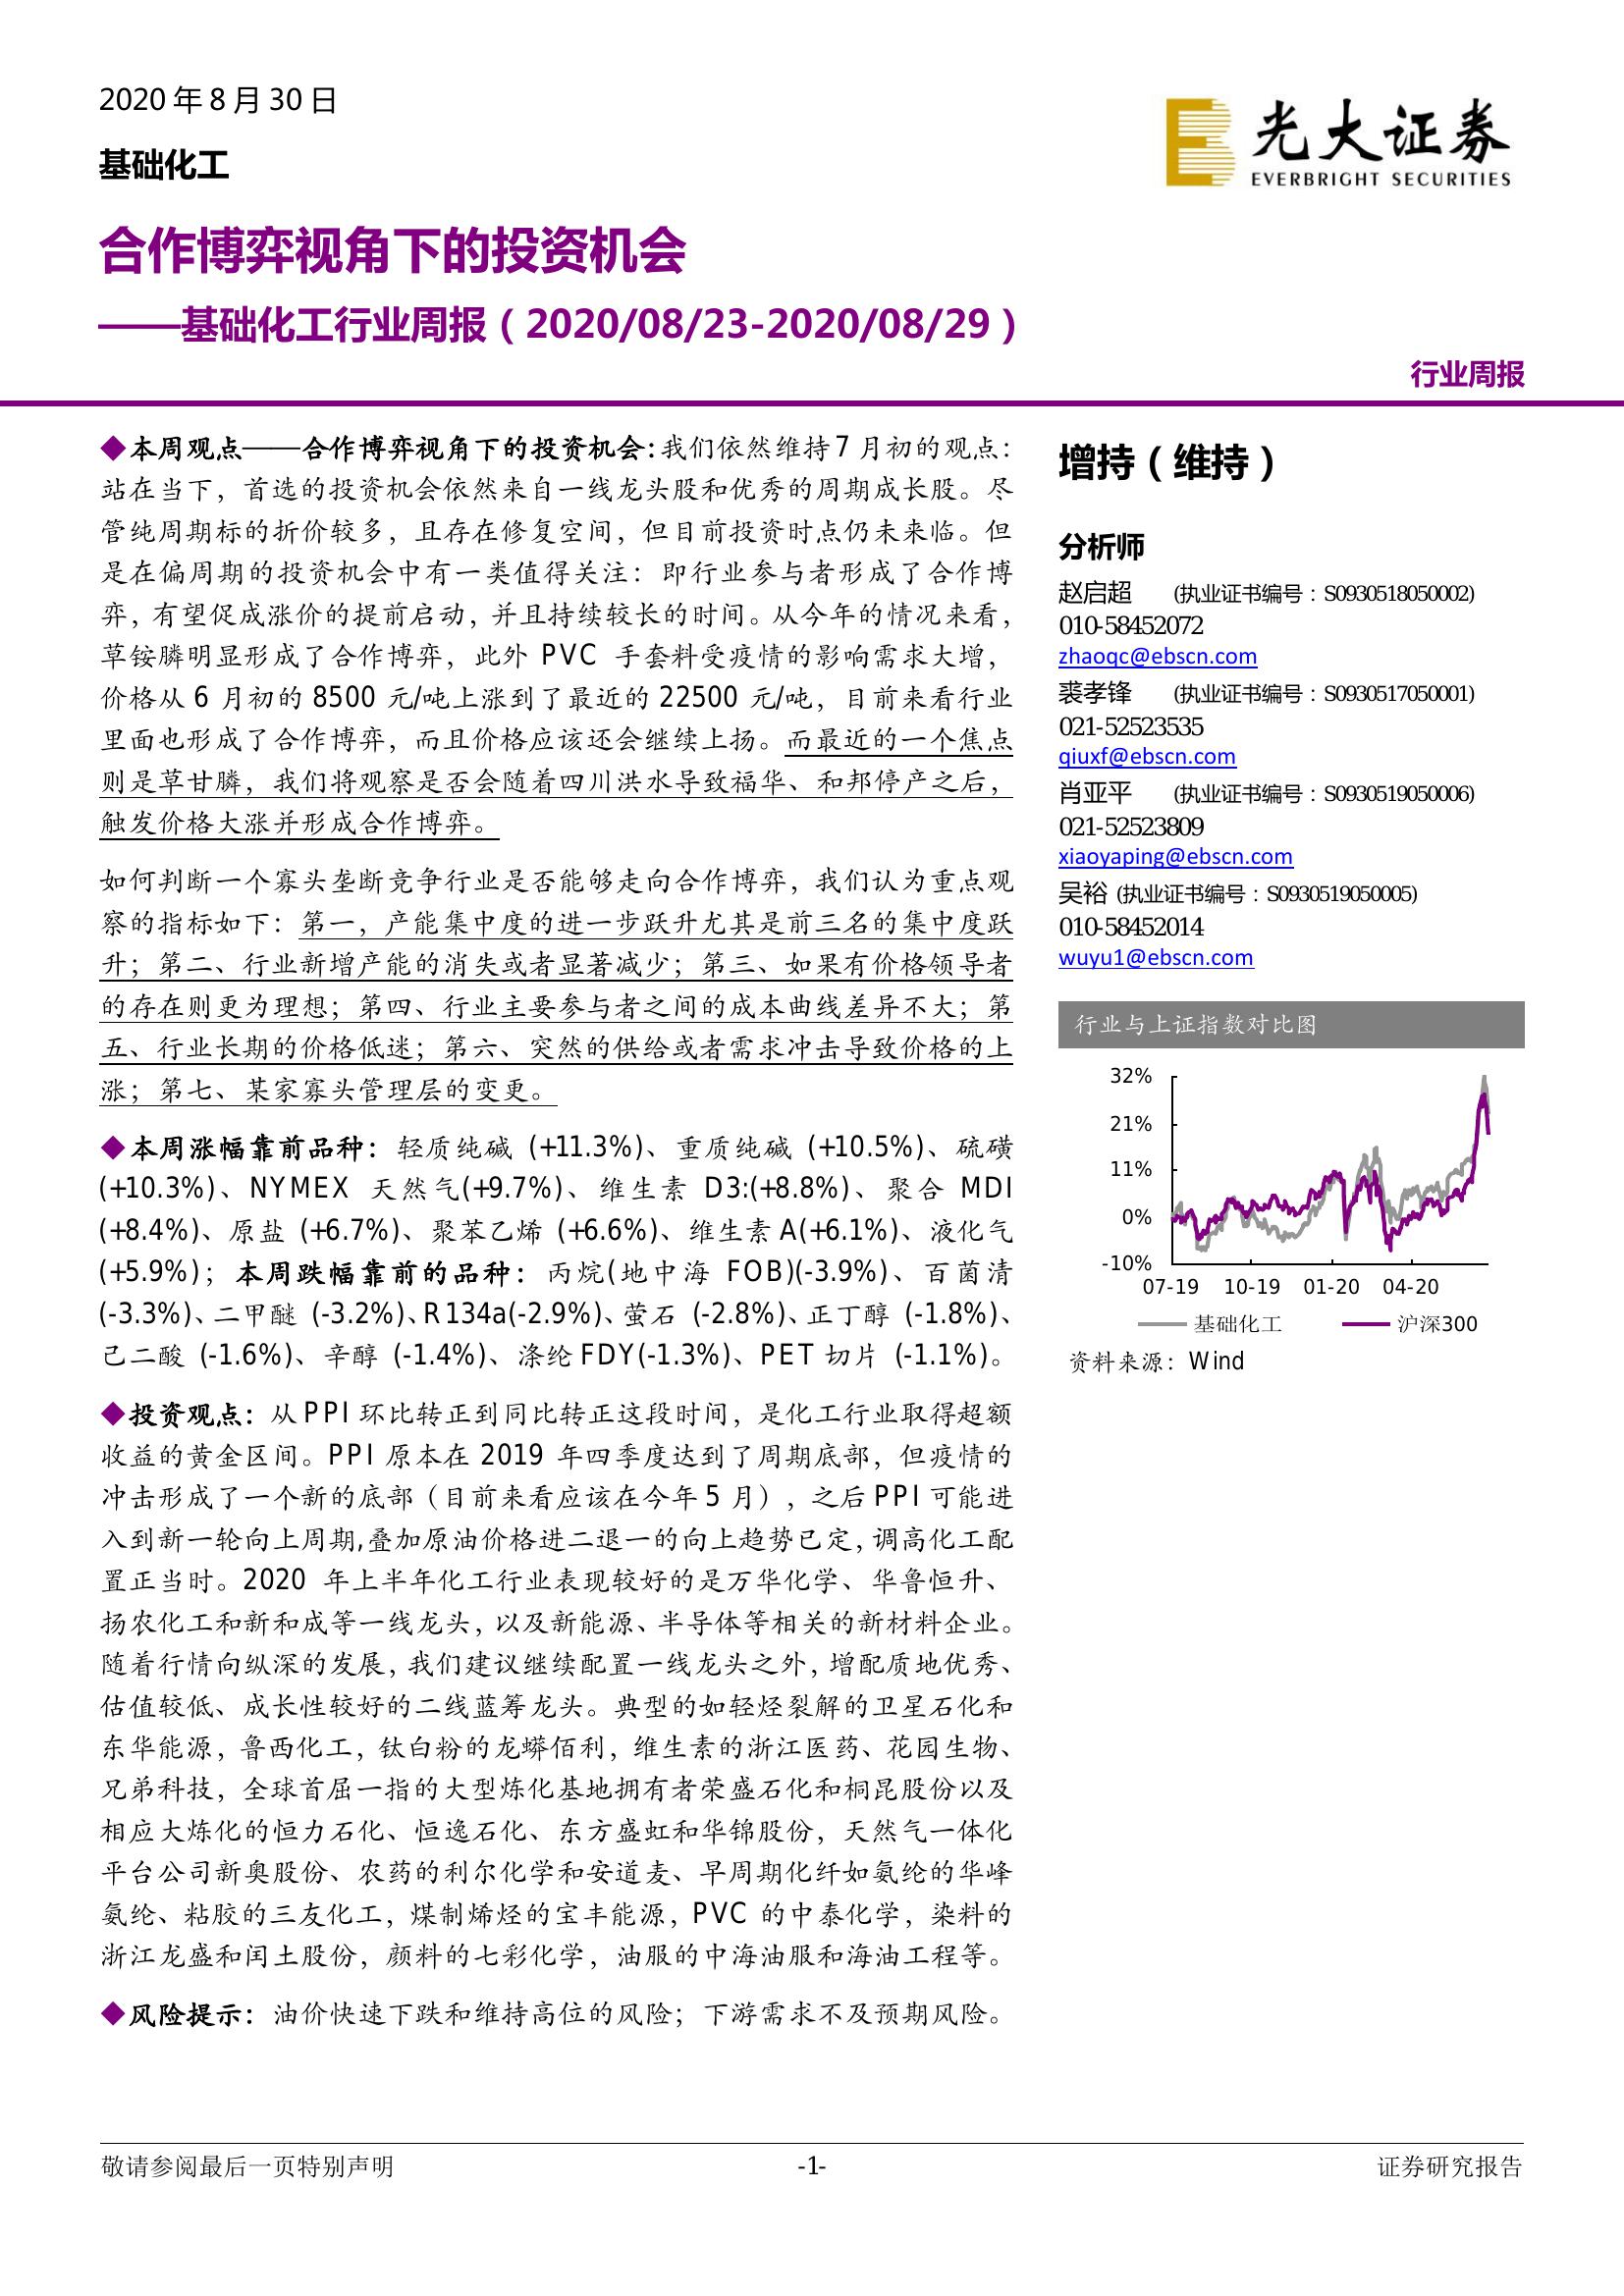 2020 年 8 月 30 日
基础化工
光大证券
EVERBRIGHT SECURITIES
合作博弈视角下的投资机会
——基础化工行业周报（2020/08/23-2020/08/29）
行业周报
◆本周观点——合作博弈视角下的投资机会:我们依然维持 7 月初的观点：
站在当下，首选的投资机会依然来自一线龙头股和优秀的周期成长股。尽
管纯周期标的折价较多，且存在修复空间，但目前投资时点仍未来临。但
是在偏周期的投资机会中有一类值得关注：即行业参与者形成了合作博
弈，有望促成涨价的提前启动，并且持续较长的时间。从今年的情况来看，
草铵膦明显形成了合作博弈，此外 PVC 手套料受疫情的影响需求大增，
价格从 6 月初的 8500 元/吨上涨到了最近的 22500 元/吨，目前来看行业
里面也形成了合作博弈，而且价格应该还会继续上扬。而最近的一个焦点
则是草甘膦，我们将观察是否会随着四川洪水导致福华、和邦停产之后，
触发价格大涨并形成合作博弈。
如何判断一个寡头垄断竞争行业是否能够走向合作博弈，我们认为重点观
察的指标如下：第一，产能集中度的进一步跃升尤其是前三名的集中度跃
升；第二、行业新增产能的消失或者显著减少；第三、如果有价格领导者
的存在则更为理想；第四、行业主要参与者之间的成本曲线差异不大；第
五、行业长期的价格低迷；第六、突然的供给或者需求冲击导致价格的上
涨；第七、某家寡头管理层的变更。
◆本周涨幅靠前品种：轻质纯碱 (+11.3%)、重质纯碱 (+10.5%)、硫磺
(+10.3%)、NYMEX 天然气(+9.7%)、维生素 D3:(+8.8%)、聚合 MDI
(+8.4%)、原盐 (+6.7%)、聚苯乙烯 (+6.6%)、维生素 A(+6.1%)、液化气
(+5.9%)；本周跌幅靠前的品种：丙烷(地中海 FOB)(-3.9%)、百菌清
(-3.3%)、二甲醚 (-3.2%)、R134a(-2.9%)、萤石 (-2.8%)、正丁醇 (-1.8%)、
己二酸 (-1.6%)、辛醇 (-1.4%)、涤纶 FDY(-1.3%)、PET 切片 (-1.1%)。
◆投资观点：从 PPI 环比转正到同比转正这段时间，是化工行业取得超额
收益的黄金区间。PPI 原本在 2019 年四季度达到了周期底部，但疫情的
冲击形成了一个新的底部（目前来看应该在今年 5 月），之后 PPI 可能进
入到新一轮向上周期,叠加原油价格进二退一的向上趋势已定，调高化工配
置正当时。2020 年上半年化工行业表现较好的是万华化学、华鲁恒升、
扬农化工和新和成等一线龙头，以及新能源、半导体等相关的新材料企业。
随着行情向纵深的发展，我们建议继续配置一线龙头之外，增配质地优秀、
估值较低、成长性较好的二线蓝筹龙头。典型的如轻烃裂解的卫星石化和
东华能源，鲁西化工，钛白粉的龙蟒佰利，维生素的浙江医药、花园生物、
兄弟科技，全球首屈一指的大型炼化基地拥有者荣盛石化和桐昆股份以及
相应大炼化的恒力石化、恒逸石化、东方盛虹和华锦股份，天然气一体化
平台公司新奥股份、农药的利尔化学和安道麦、早周期化纤如氨纶的华峰
氨纶、粘胶的三友化工，煤制烯烃的宝丰能源，PVC 的中泰化学，染料的
浙江龙盛和闰土股份，颜料的七彩化学，油服的中海油服和海油工程等。
◆风险提示：油价快速下跌和维持高位的风险；下游需求不及预期风险。
增持（维持）
分析师
赵启超 (执业证书编号：S0930518050002)
010-58452072
zhaoqc@ebscn.com
裘孝锋 (执业证书编号：S0930517050001)
021-52523535
qiuxf@ebscn.com
肖亚平 (执业证书编号：S0930519050006)
021-52523809
xiaoyaping@ebscn.com
吴裕 (执业证书编号：S0930519050005)
010-58452014
wuyu1@ebscn.com
行业与上证指数对比图
32%
21%
11%
0%
-10%
07-19 10-19 01-20 04-20
基础化工 沪深300
资料来源：Wind
敬请参阅最后一页特别声明 -1- 证券研究报告